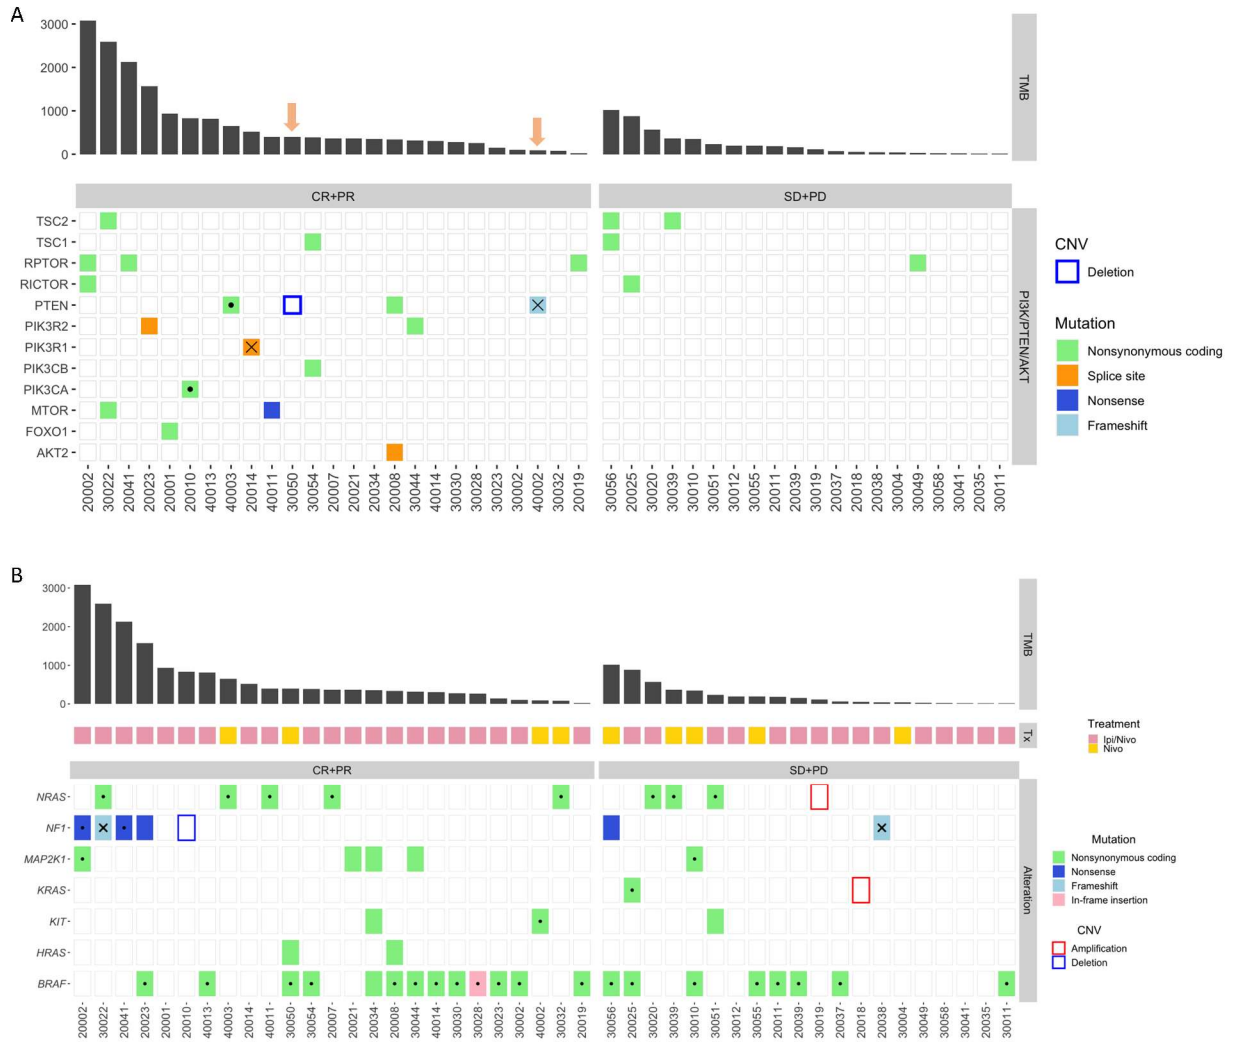 A
3000
2000
1000
0
TMB
CR+PR
SD+PD
TSC2
TSC1
RPTOR
RICTOR
PTEN
PIK3R2
PIK3R1
PIK3CB
PIK3CA
MTOR
FOXO1
AKT2
PI3K/PTEN/AKT
CNV
Deletion
Mutation
Nonsynonymous coding
Splice site
Nonsense
Frameshift
20002 30022 20041 20023 20001 20010 40013 40003 20014 40011 30050 30054 20007 20021 20034 20008 30044 40014 30030 30028 30023 30002 40002 30032 20019
30056 20025 30020 30039 30010 30051 30012 30055 20011 20039 30019 20037 20018 20038 30004 30049 30058 30041 20035 30011
B
3000
2000
1000
0
TMB
Tx
Treatment
Ipi/Nivo
Nivo
CR+PR
SD+PD
NRAS
NF1
MAP2K1
KRAS
KIT
HRAS
BRAF
Alteration
Mutation
Nonsynonymous coding
Nonsense
Frameshift
In-frame insertion
CNV
Amplification
Deletion
20002 30022 20041 20023 20001 20010 40013 40003 20014 40011 30050 30054 20007 20021 20034 20008 30044 40014 30030 30028 30023 30002 40002 30032 20019
30056 20025 30020 30039 30010 30051 30012 30055 20011 20039 30019 20037 20018 20038 30004 30049 30058 30041 20035 30011